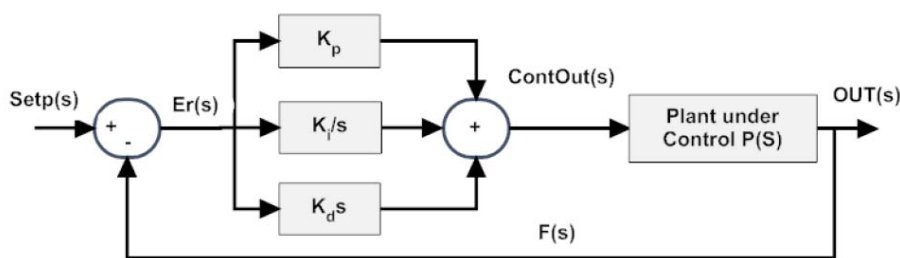 Setp(s)
+
-
Er(s)
Kp
Ki/s
Kds
+
ContOut(s)
Plant under
Control P(S)
OUT(s)
F(s)